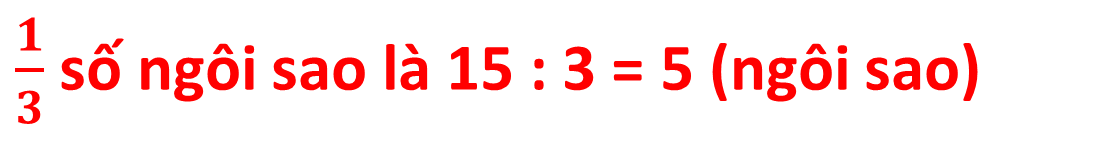 1/3 số ngôi sao là 15 : 3 = 5 (ngôi sao)